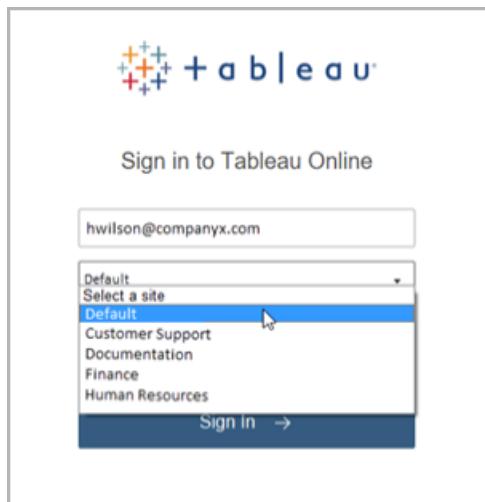 + a b | e a u
Sign in to Tableau Online
hwilson@companyx.com
Default
Select a site
Default
Customer Support
Documentation
Finance
Human Resources
Sign In →